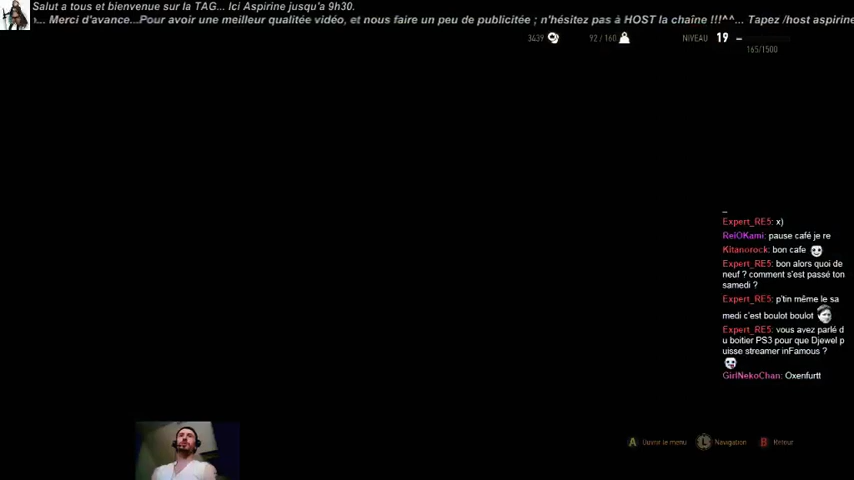 Salut a tous et bienvenue sur la TAG... Ici Aspirine jusqu'a 9h30.
... Merci d'avance...Pour avoir une meilleur qualitée vidéo, et nous faire un peu de publicitée ; n'hésitez pas à HOST la chaîne !!!^^... Tapez /host aspirine
3439 92 / 160 NIVEAU 19
165/1500
Expert_RE5: x)
ReiOKami: pause café je re
Kitanorock: bon cafe
Expert_RE5: bon alors quoi de
neuf ? comment s'est passé ton
samedi ?
Expert_RE5: p'tin même le sa
medi c'est boulot boulot
Expert_RE5: vous avez parlé d
u boitier PS3 pour que Djewel p
uisse streamer inFamous ?
GirlNekoChan: Oxenfurtt
A Ouvrir le menu L Navigation B Retour